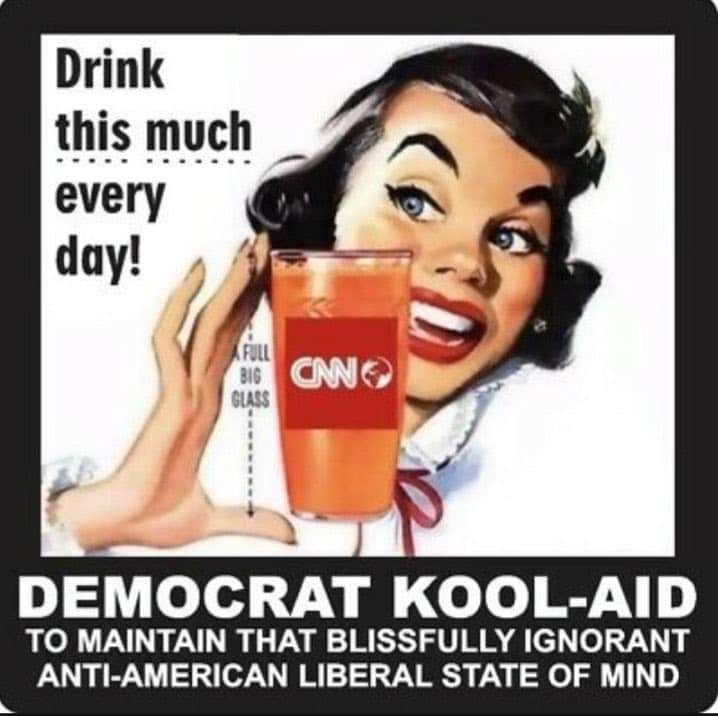 Drink
this much
every
day!
A FULL
BIG
GLASS
CNN
DEMOCRAT KOOL-AID
TO MAINTAIN THAT BLISSFULLY IGNORANT
ANTI-AMERICAN LIBERAL STATE OF MIND